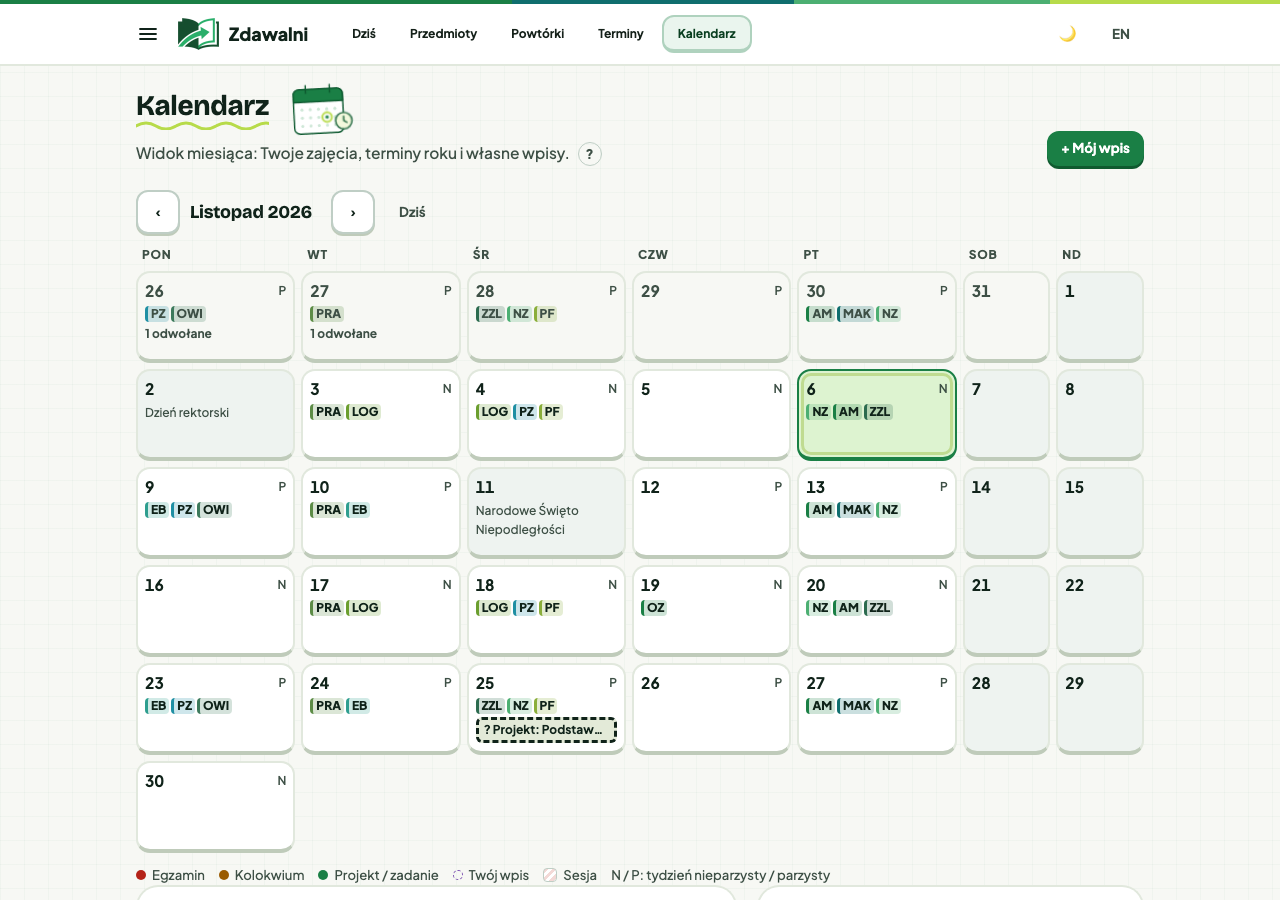 Zdawalni Dziś Przedmioty Powtórki Terminy Kalendarz EN
Kalendarz
Widok miesiąca: Twoje zajęcia, terminy roku i własne wpisy. ?
+ Mój wpis
‹ Listopad 2026 › Dziś
PON WT ŚR CZW PT SOB ND
26 P 27 P 28 P 29 P 30 P 31 1
PZ OWI PRA ZZL NZ PF AM MAK NZ
1 odwołane 1 odwołane
2 3 N 4 N 5 N 6 N 7 8
Dzień rektorski PRA LOG LOG PZ PF NZ AM ZZL
9 P 10 P 11 12 P 13 P 14 15
EB PZ OWI PRA EB Narodowe Święto AM MAK NZ
Niepodległości
16 N 17 N 18 N 19 N 20 N 21 22
PRA LOG LOG PZ PF OZ NZ AM ZZL
23 P 24 P 25 P 26 P 27 P 28 29
EB PZ OWI PRA EB ZZL NZ PF AM MAK NZ
? Projekt: Podstaw…
30 N
Egzamin Kolokwium Projekt / zadanie Twój wpis Sesja N / P: tydzień nieparzysty / parzysty